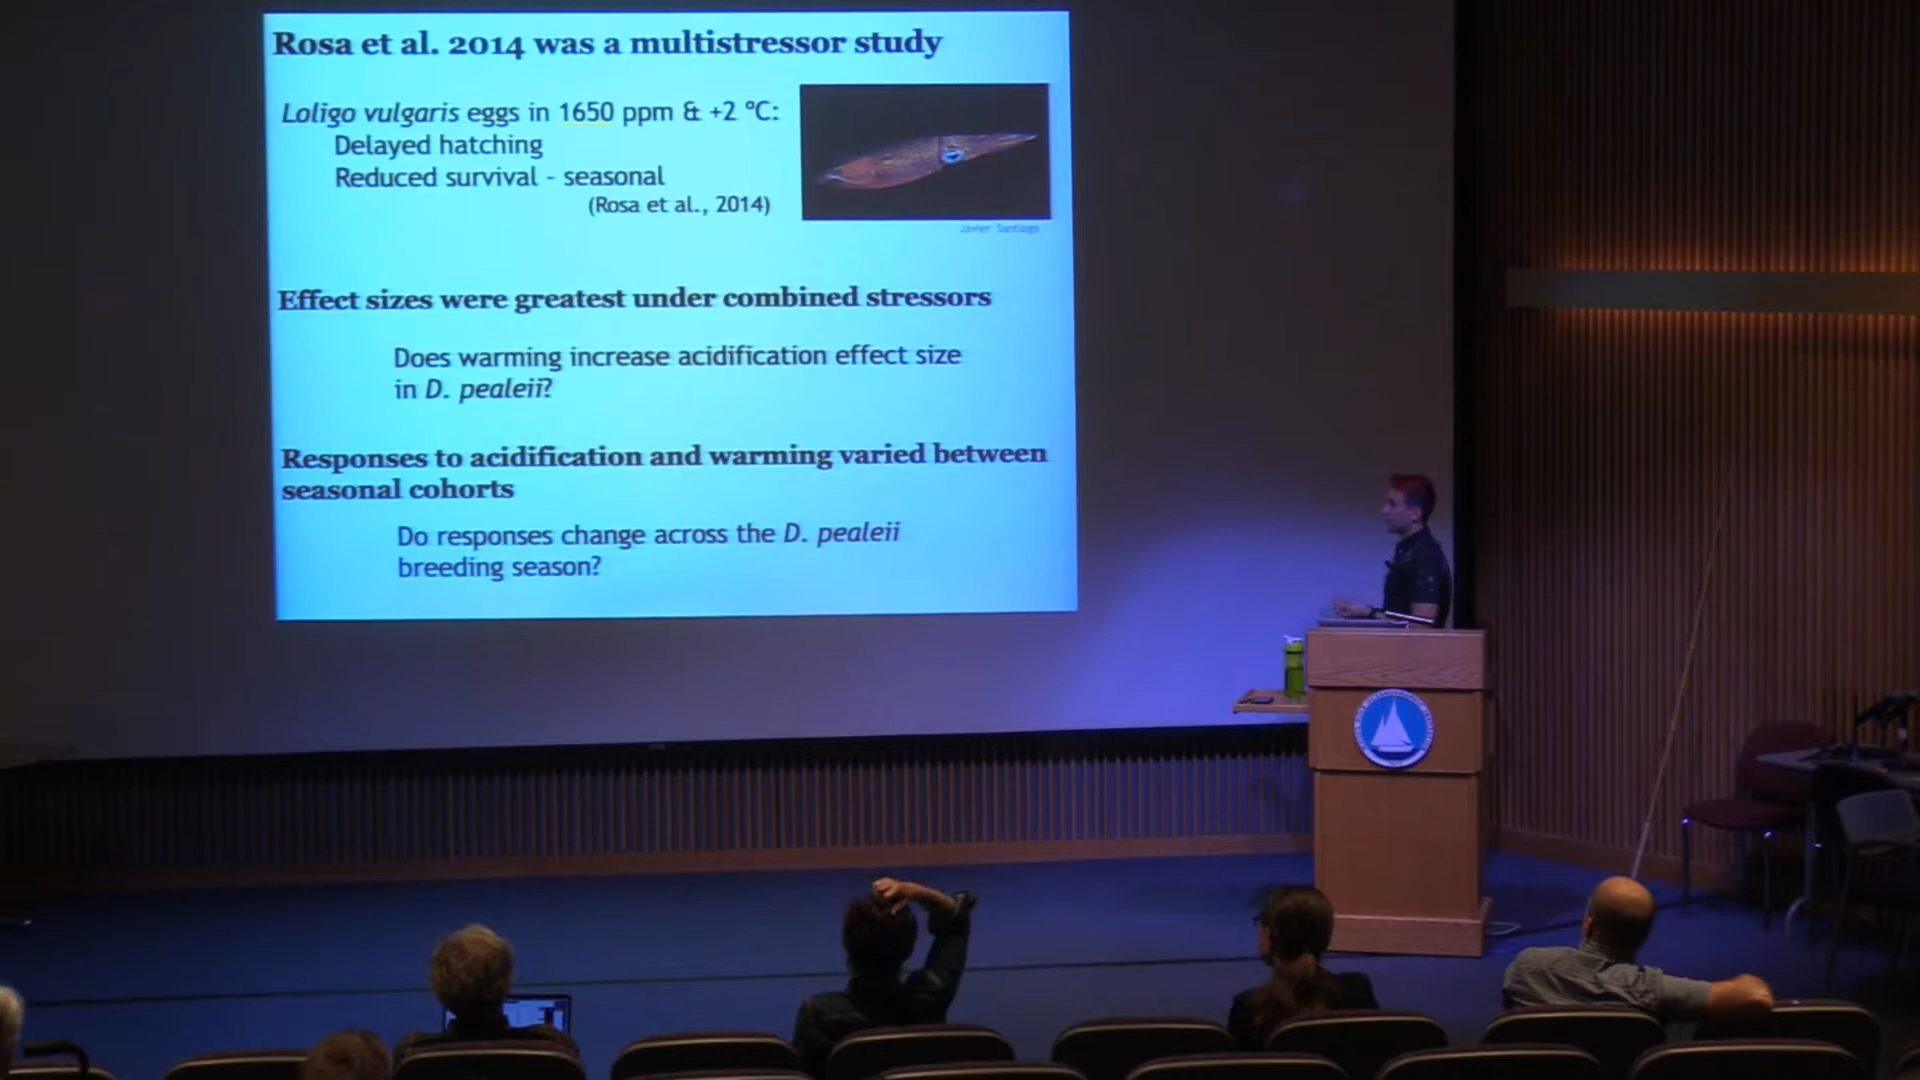 Rosa et al. 2014 was a multistressor study
Loligo vulgaris eggs in 1650 ppm & +2 ºC:
Delayed hatching
Reduced survival - seasonal
(Rosa et al., 2014)
Javier Santiago
Effect sizes were greatest under combined stressors
Does warming increase acidification effect size
in D. pealeii?
Responses to acidification and warming varied between
seasonal cohorts
Do responses change across the D. pealeii
breeding season?